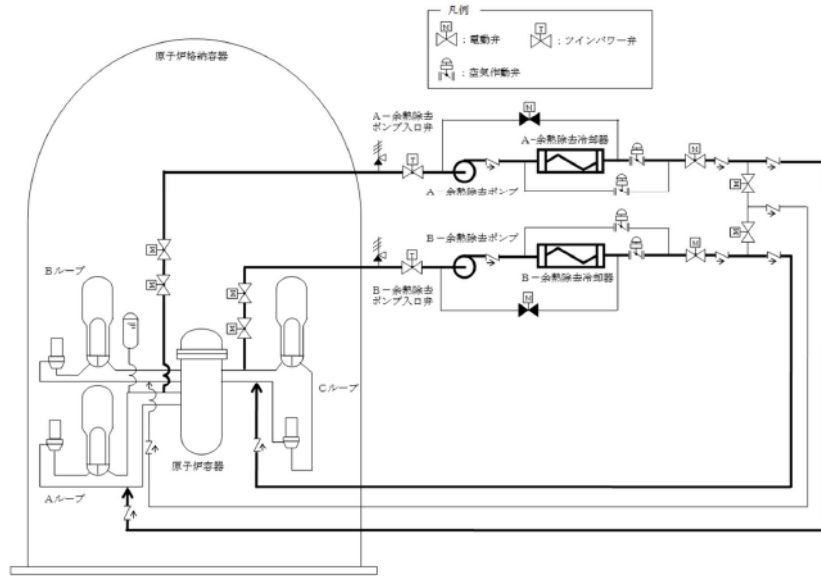 凡例
M
:電動弁
T
:ツインパワー弁
:空気作動弁
原子炉格納容器
A-余熱除去
ポンプ入口弁
M
A-余熱除去冷却器
T
M
A-余熱除去ポンプ
M
M
B-余熱除去ポンプ
T
M
B-余熱除去
ポンプ入口弁
B-余熱除去冷却器
M
M
M
Bループ
M
M
Cループ
原子炉容器
Aループ